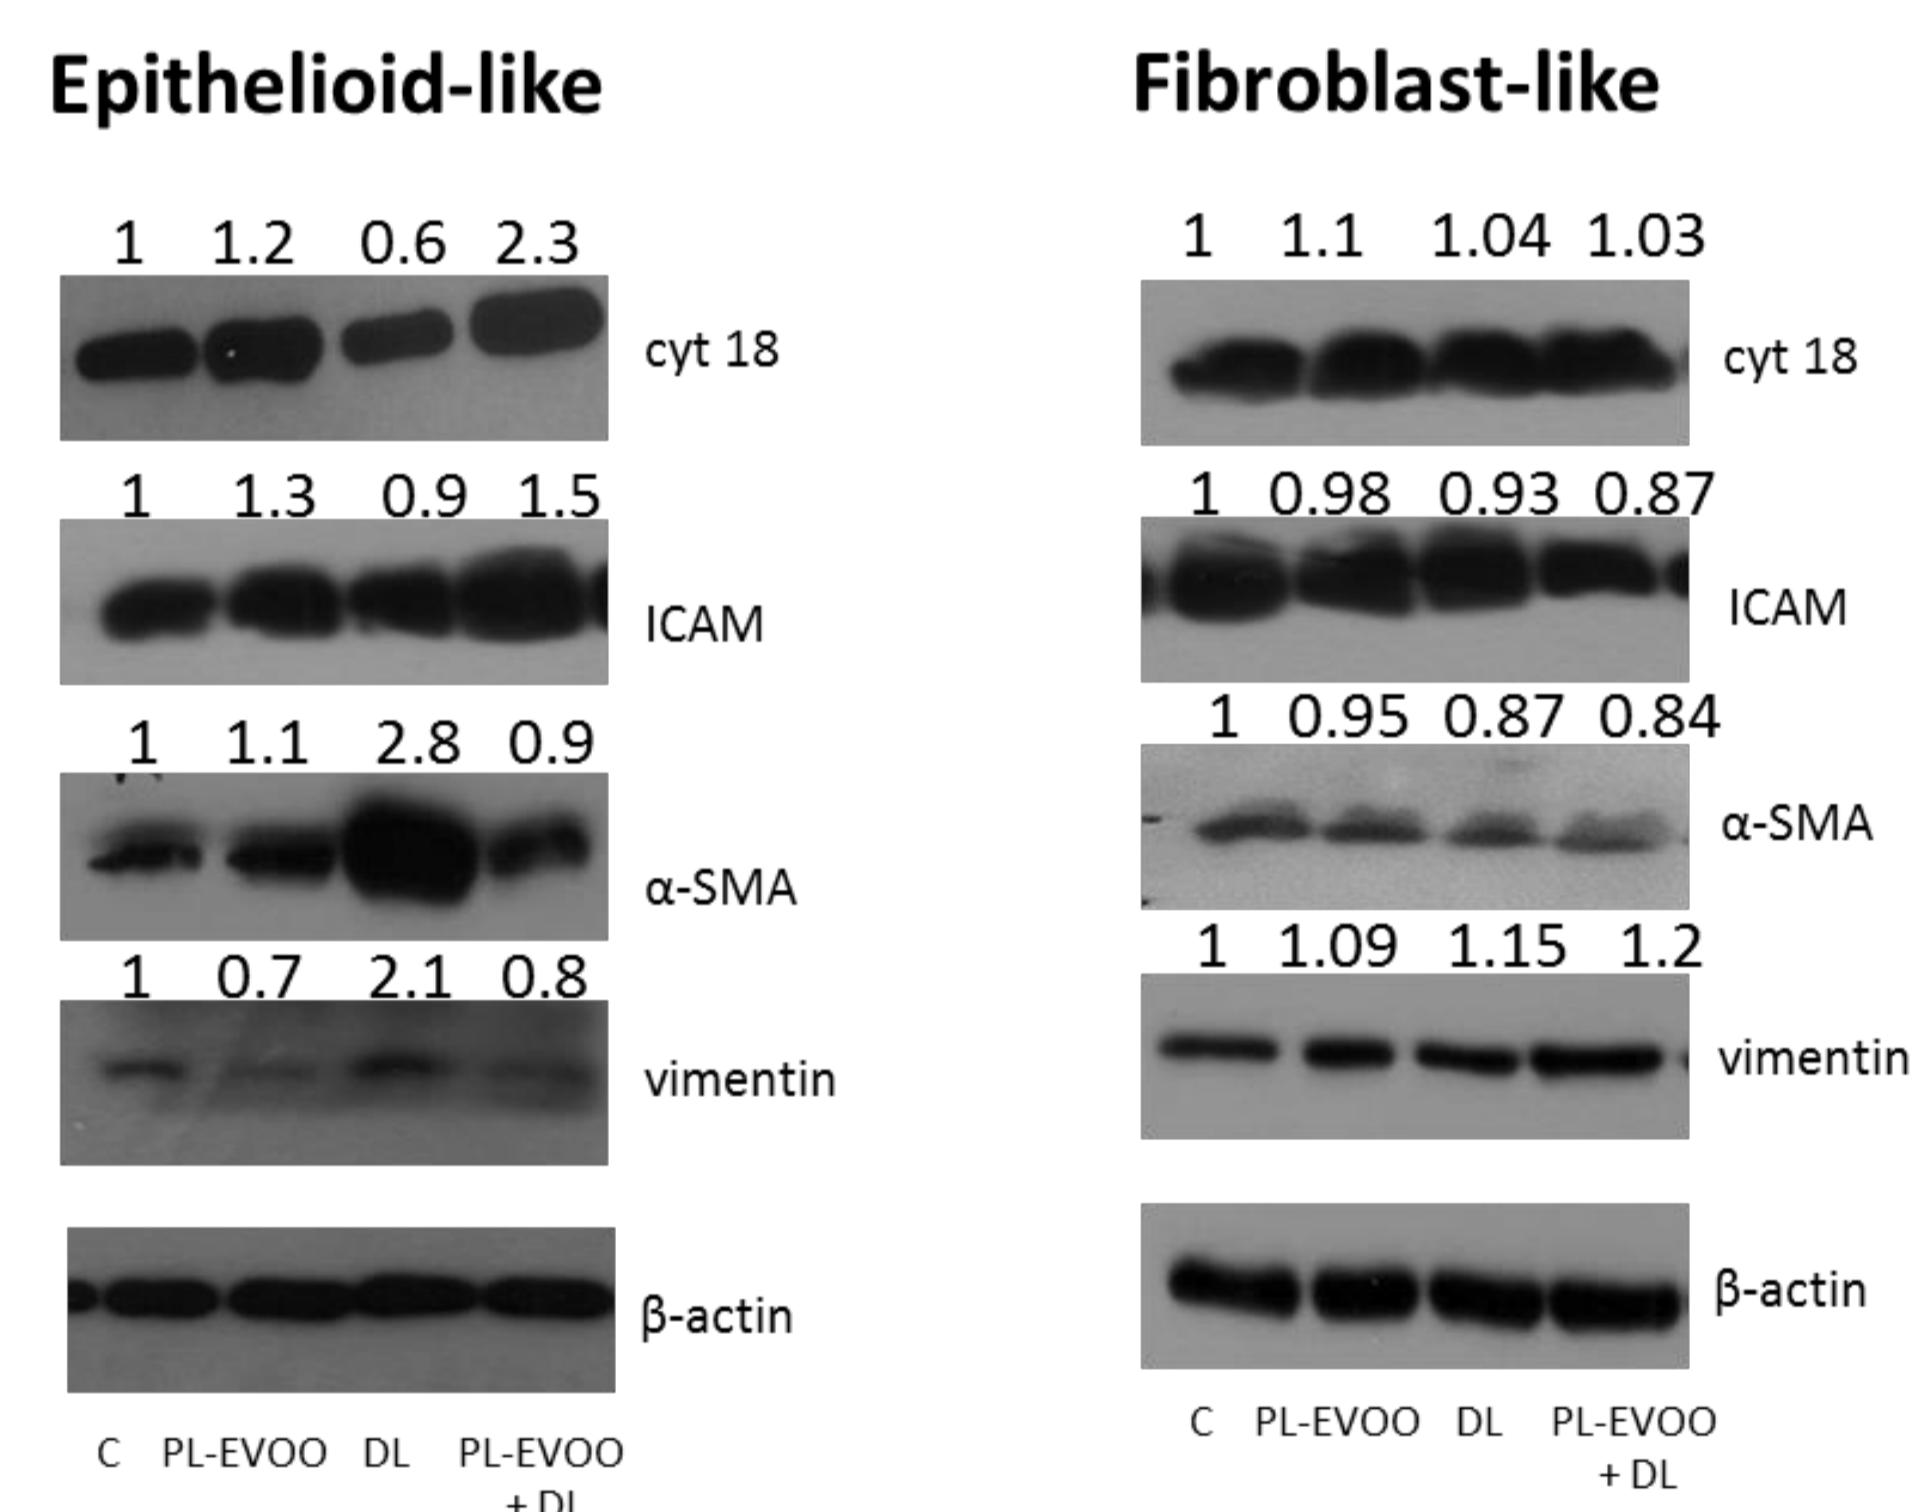 Epithelioid-like
1 1.2 0.6 2.3
cyt 18
1 1.3 0.9 1.5
ICAM
1 1.1 2.8 0.9
α-SMA
1 0.7 2.1 0.8
vimentin
β-actin
C PL-EVOO DL PL-EVOO
+ DL
Fibroblast-like
1 1.1 1.04 1.03
cyt 18
1 0.98 0.93 0.87
ICAM
1 0.95 0.87 0.84
α-SMA
1 1.09 1.15 1.2
vimentin
β-actin
C PL-EVOO DL PL-EVOO
+ DL